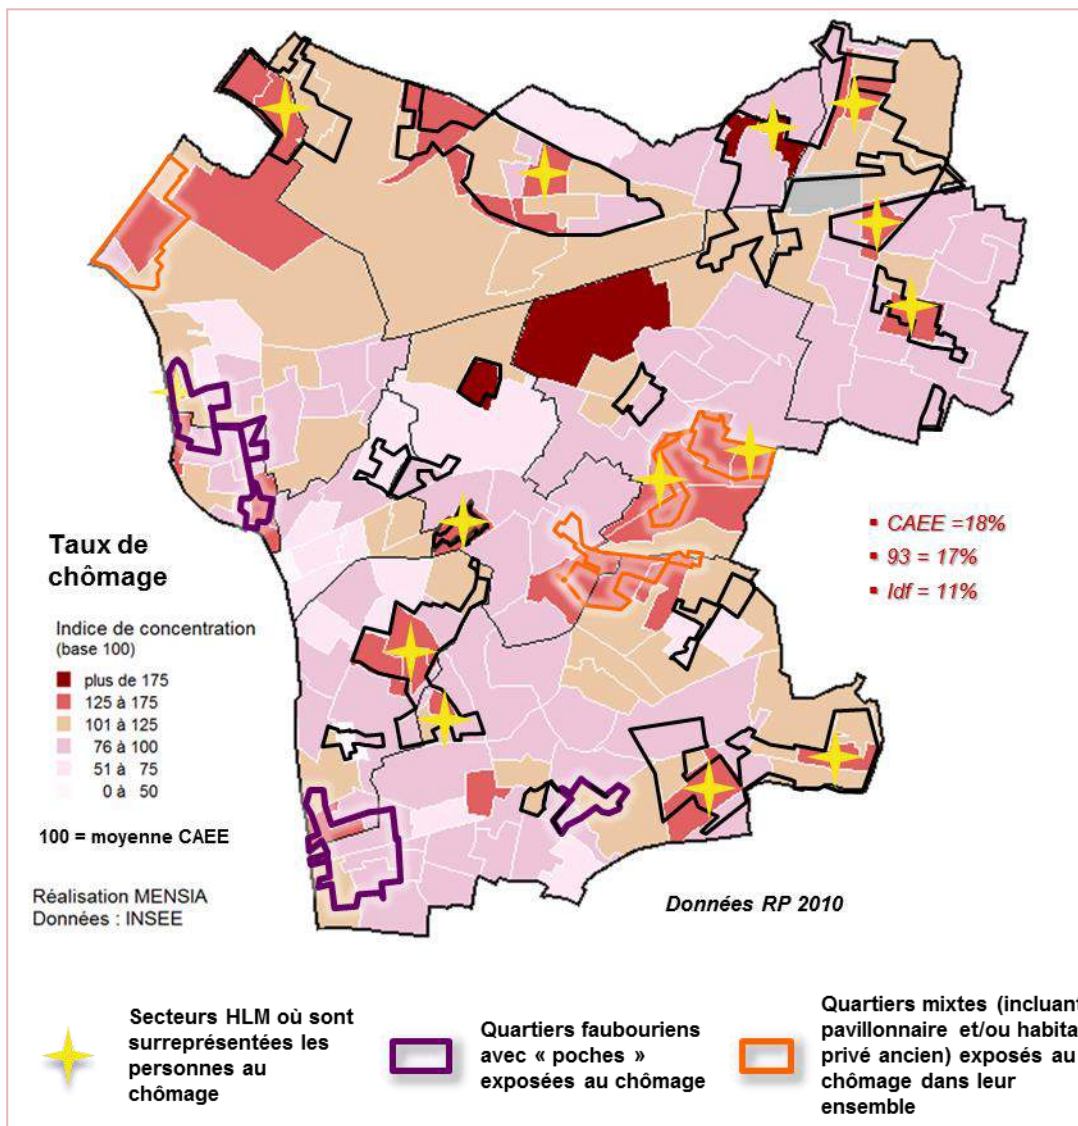 ▪ CAEE =18%
▪ 93 = 17%
▪ Idf = 11%
Taux de
chômage
Indice de concentration
(base 100)
plus de 175
125 à 175
101 à 125
76 à 100
51 à 75
0 à 50
100 = moyenne CAEE
Réalisation MENSIA
Données : INSEE
Données RP 2010
Secteurs HLM où sont
surreprésentées les
personnes au
chômage
Quartiers faubouriens
avec « poches »
exposées au chômage
Quartiers mixtes (incluant
pavillonnaire et/ou habita
privé ancien) exposés au
chômage dans leur
ensemble